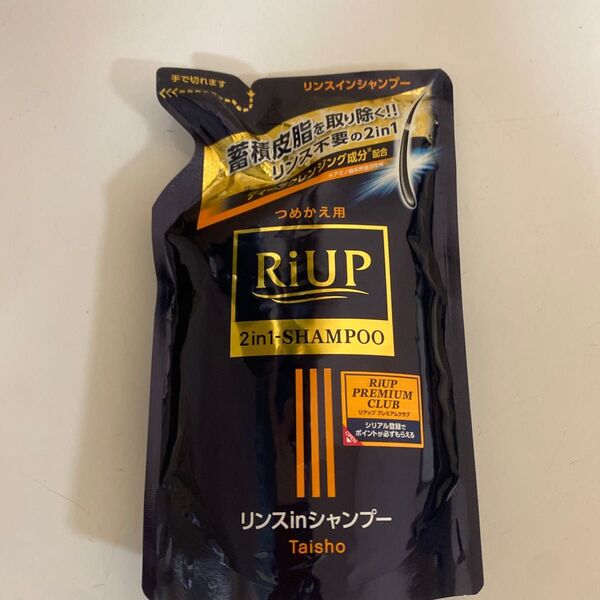 手で切れます
リンスインシャンプー
蓄積皮脂を取り除く!!
リンス不要の2in1
ディープクレンジング成分※配合
つめかえ用
RiUP
2in1-SHAMPOO
RiUP
PREMIUM
CLUB
リアップ プレミアムクラブ
シリアル登録で
ポイントが必ずもらえる
OPEN
リンスinシャンプー
Taisho